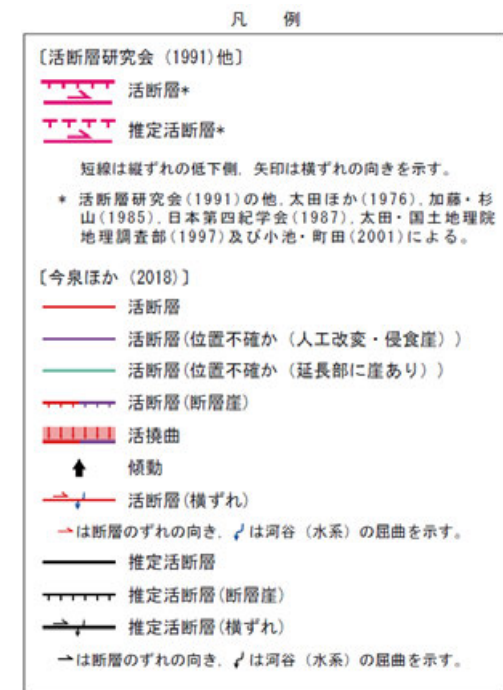 凡 例
〔活断層研究会 (1991)他〕
活断層*
推定活断層*
短線は縦ずれの低下側,矢印は横ずれの向きを示す。
* 活断層研究会(1991)の他,太田ほか(1976),加藤・杉
山(1985),日本第四紀学会(1987),太田・国土地理院
地理調査部(1997)及び小池・町田(2001)による。
〔今泉ほか (2018)〕
活断層
活断層(位置不確か(人工改変・侵食崖))
活断層(位置不確か(延長部に崖あり))
活断層(断層崖)
活撓曲
傾動
活断層(横ずれ)
は断層のずれの向き, は河谷(水系)の屈曲を示す。
推定活断層
推定活断層(断層崖)
推定活断層(横ずれ)
は断層のずれの向き, は河谷(水系)の屈曲を示す。